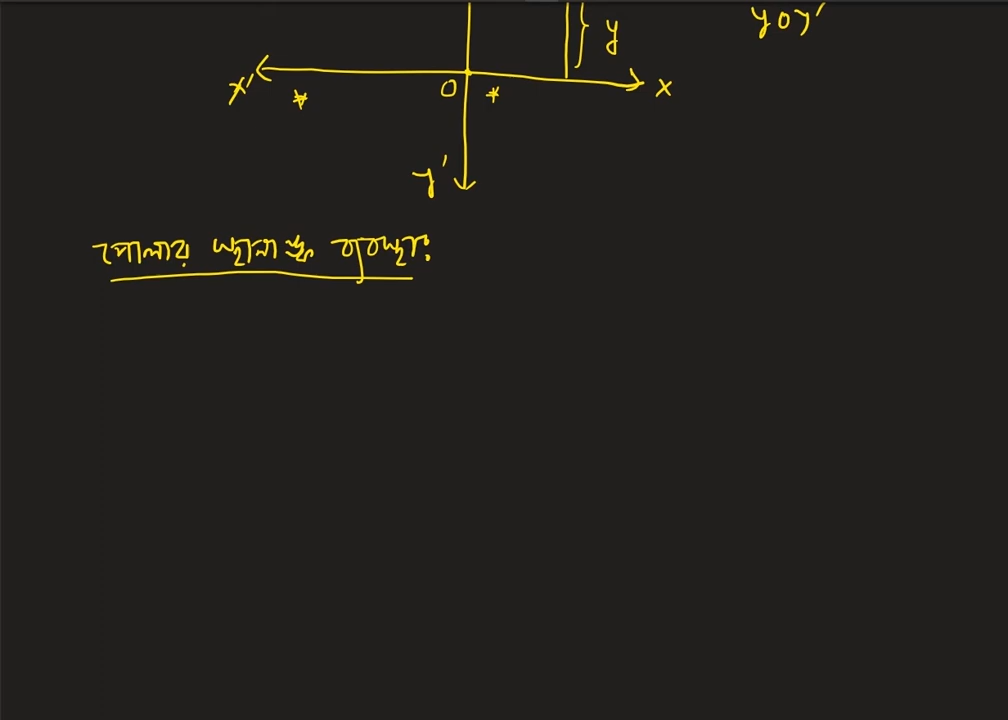 y yoy'
x' * o * x
y'
পোলার স্থানাঙ্ক ব্যবস্থা: